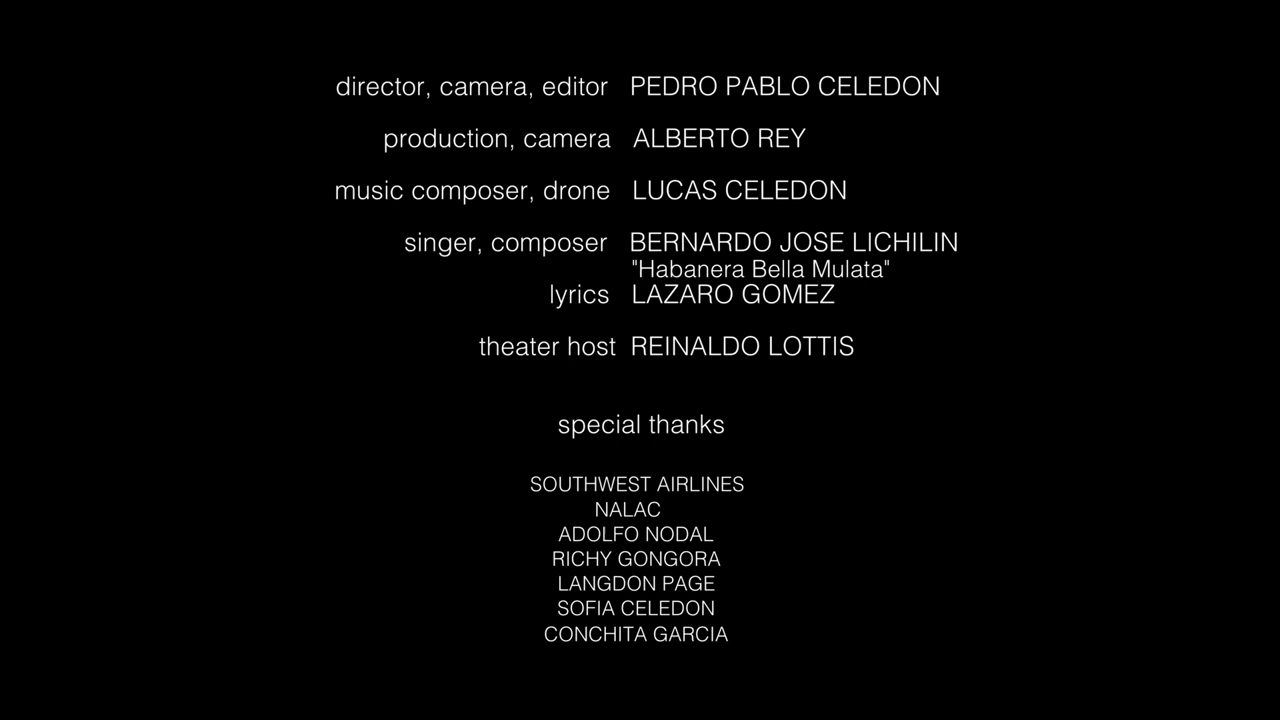 director, camera, editor PEDRO PABLO CELEDON
production, camera ALBERTO REY
music composer, drone LUCAS CELEDON
singer, composer BERNARDO JOSE LICHILIN
"Habanera Bella Mulata"
lyrics LAZARO GOMEZ
theater host REINALDO LOTTIS
special thanks
SOUTHWEST AIRLINES
NALAC
ADOLFO NODAL
RICHY GONGORA
LANGDON PAGE
SOFIA CELEDON
CONCHITA GARCIA